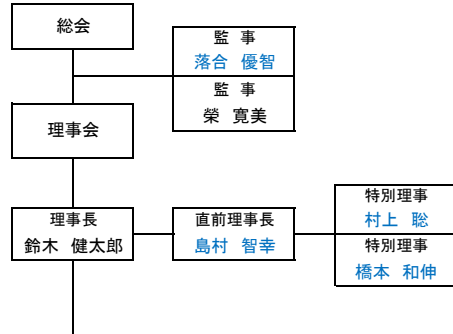 総会
監 事
落合 優智
監 事
榮 寛美
理事会
理事長
鈴木 健太郎
直前理事長
島村 智幸
特別理事
村上 聡
特別理事
橋本 和伸